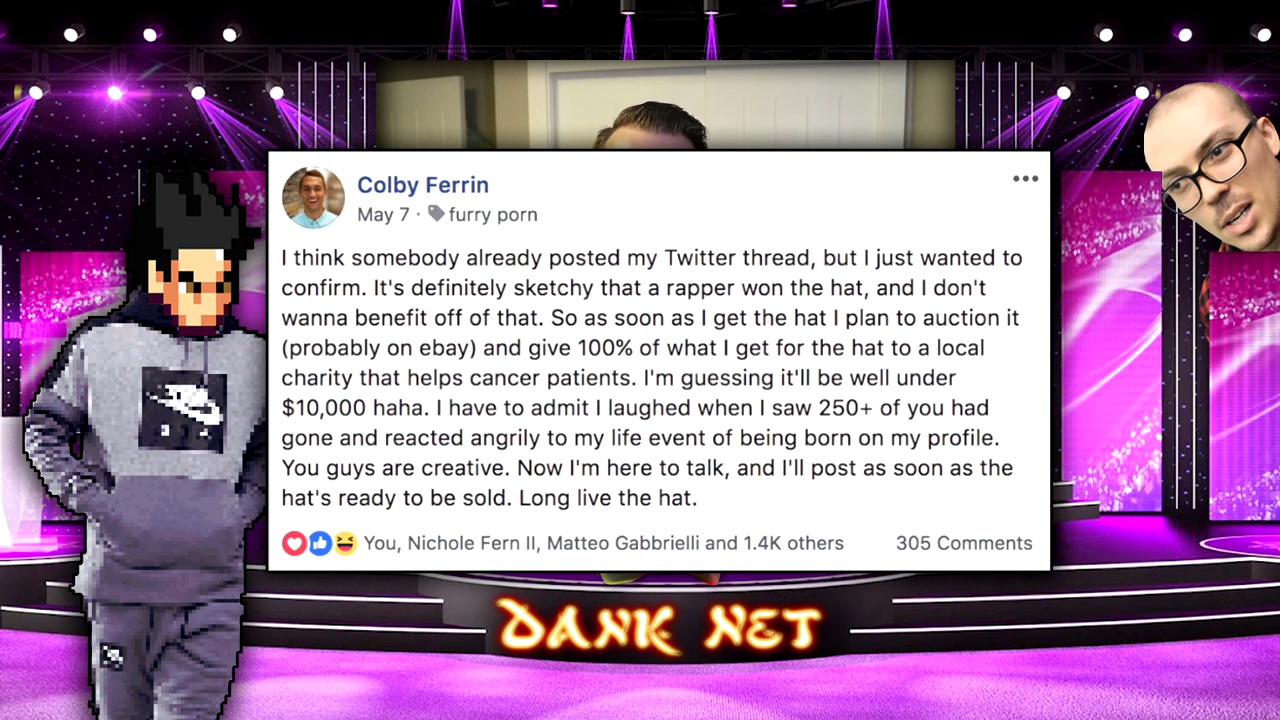 Colby Ferrin
May 7 · furry porn
I think somebody already posted my Twitter thread, but I just wanted to
confirm. It's definitely sketchy that a rapper won the hat, and I don't
wanna benefit off of that. So as soon as I get the hat I plan to auction it
(probably on ebay) and give 100% of what I get for the hat to a local
charity that helps cancer patients. I'm guessing it'll be well under
$10,000 haha. I have to admit I laughed when I saw 250+ of you had
gone and reacted angrily to my life event of being born on my profile.
You guys are creative. Now I'm here to talk, and I'll post as soon as the
hat's ready to be sold. Long live the hat.
You, Nichole Fern II, Matteo Gabbrielli and 1.4K others 305 Comments
DANK NET